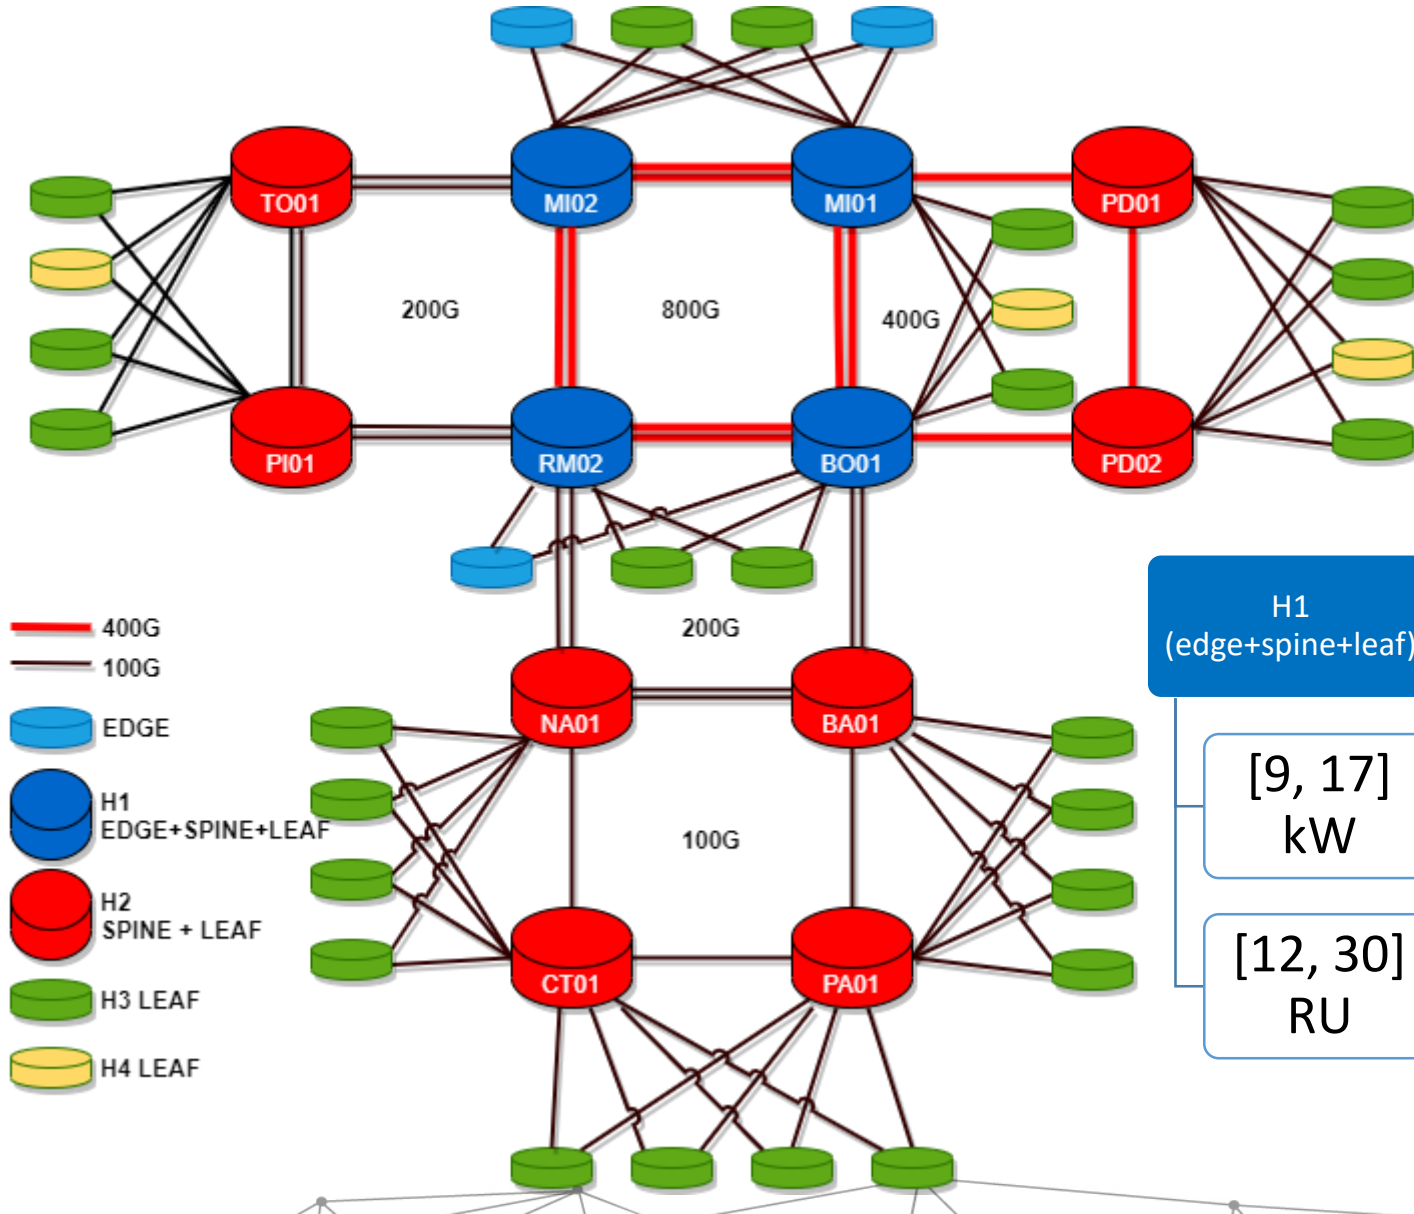 TO01
MI02
MI01
PD01
200G
800G
400G
PI01
RM02
BO01
PD02
200G
400G
100G
EDGE
H1
EDGE+SPINE+LEAF
H2
SPINE + LEAF
H3 LEAF
H4 LEAF
NA01
BA01
100G
CT01
PA01
H1
(edge+spine+leaf)
[9, 17]
kW
[12, 30]
RU